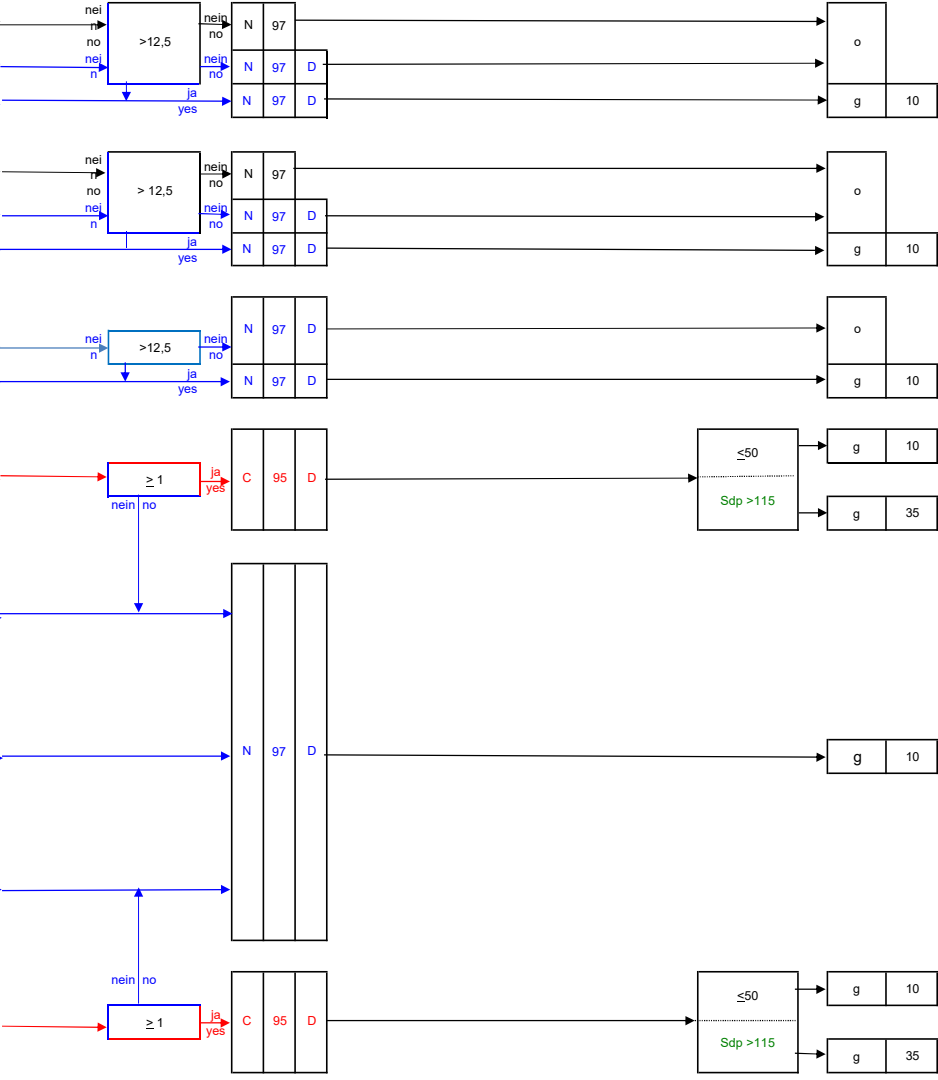 nei
n
no
>12,5
nein
no
N 97
o
nei
n
nein
no
N 97 D
ja
yes
N 97 D
g 10
nei
n
no
> 12,5
nein
no
N 97
o
nei
n
nein
no
N 97 D
ja
yes
N 97 D
g 10
nei
n
>12,5
nein
no
N 97 D
o
ja
yes
N 97 D
g 10
≥ 1
ja
yes
C 95 D
≤50
Sdp >115
g 10
g 35
nein no
N 97 D
g 10
nein no
≥ 1
ja
yes
C 95 D
≤50
Sdp >115
g 10
g 35